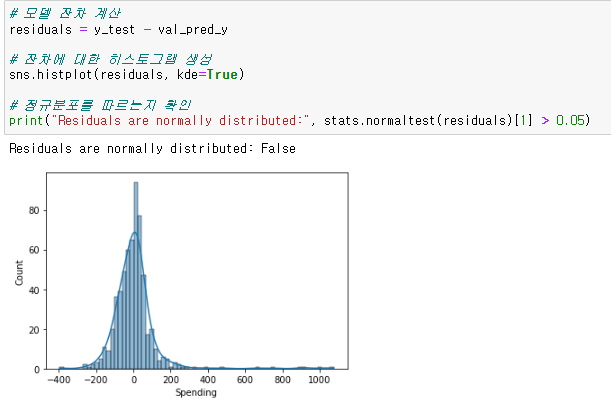 # 모델 잔차 계산
residuals = y_test - val_pred_y
# 잔차에 대한 히스토그램 생성
sns.histplot(residuals, kde=True)
# 정규분포를 따르는지 확인
print("Residuals are normally distributed:", stats.normaltest(residuals)[1] > 0.05)
Residuals are normally distributed: False
80
60
40
20
0
Count
-400 -200 0 200 400 600 800 1000
Spending